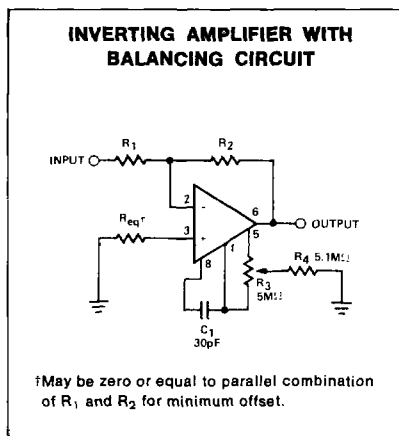 INVERTING AMPLIFIER WITH
BALANCING CIRCUIT
R1
R2
INPUT
2
-
6
OUTPUT
Req†
3
+
5
1
8
R4 5.1MΩ
R3
5MΩ
C1
30pF
†May be zero or equal to parallel combination
of R1 and R2 for minimum offset.